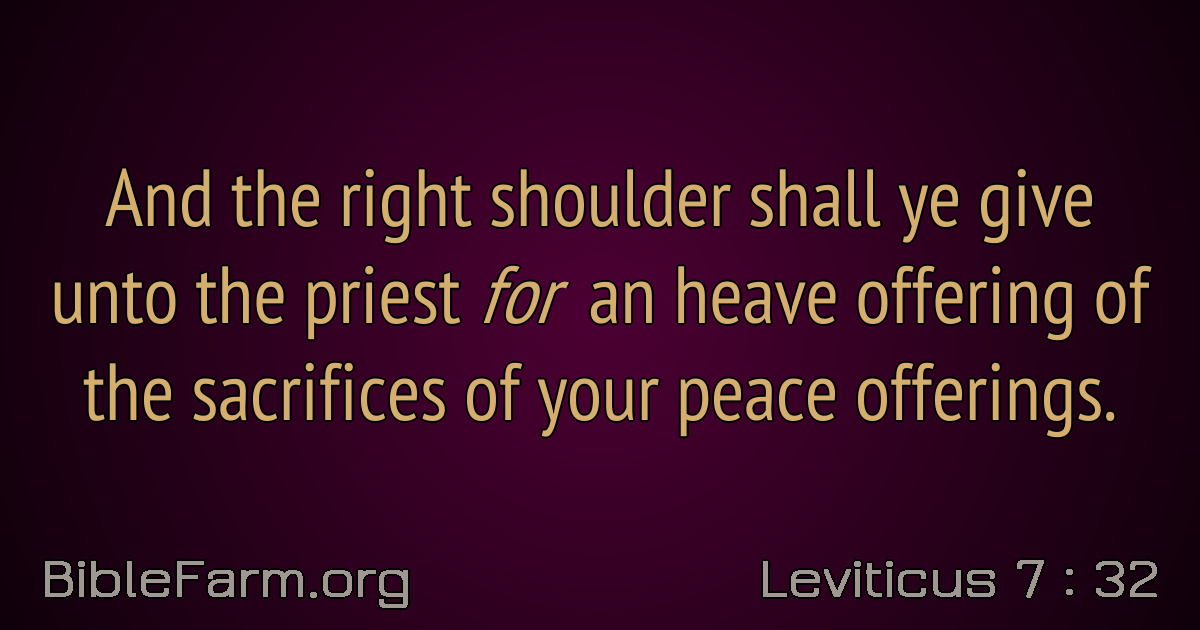 And the right shoulder shall ye give
unto the priest for an heave offering of
the sacrifices of your peace offerings.
BibleFarm.org
Leviticus 7 : 32